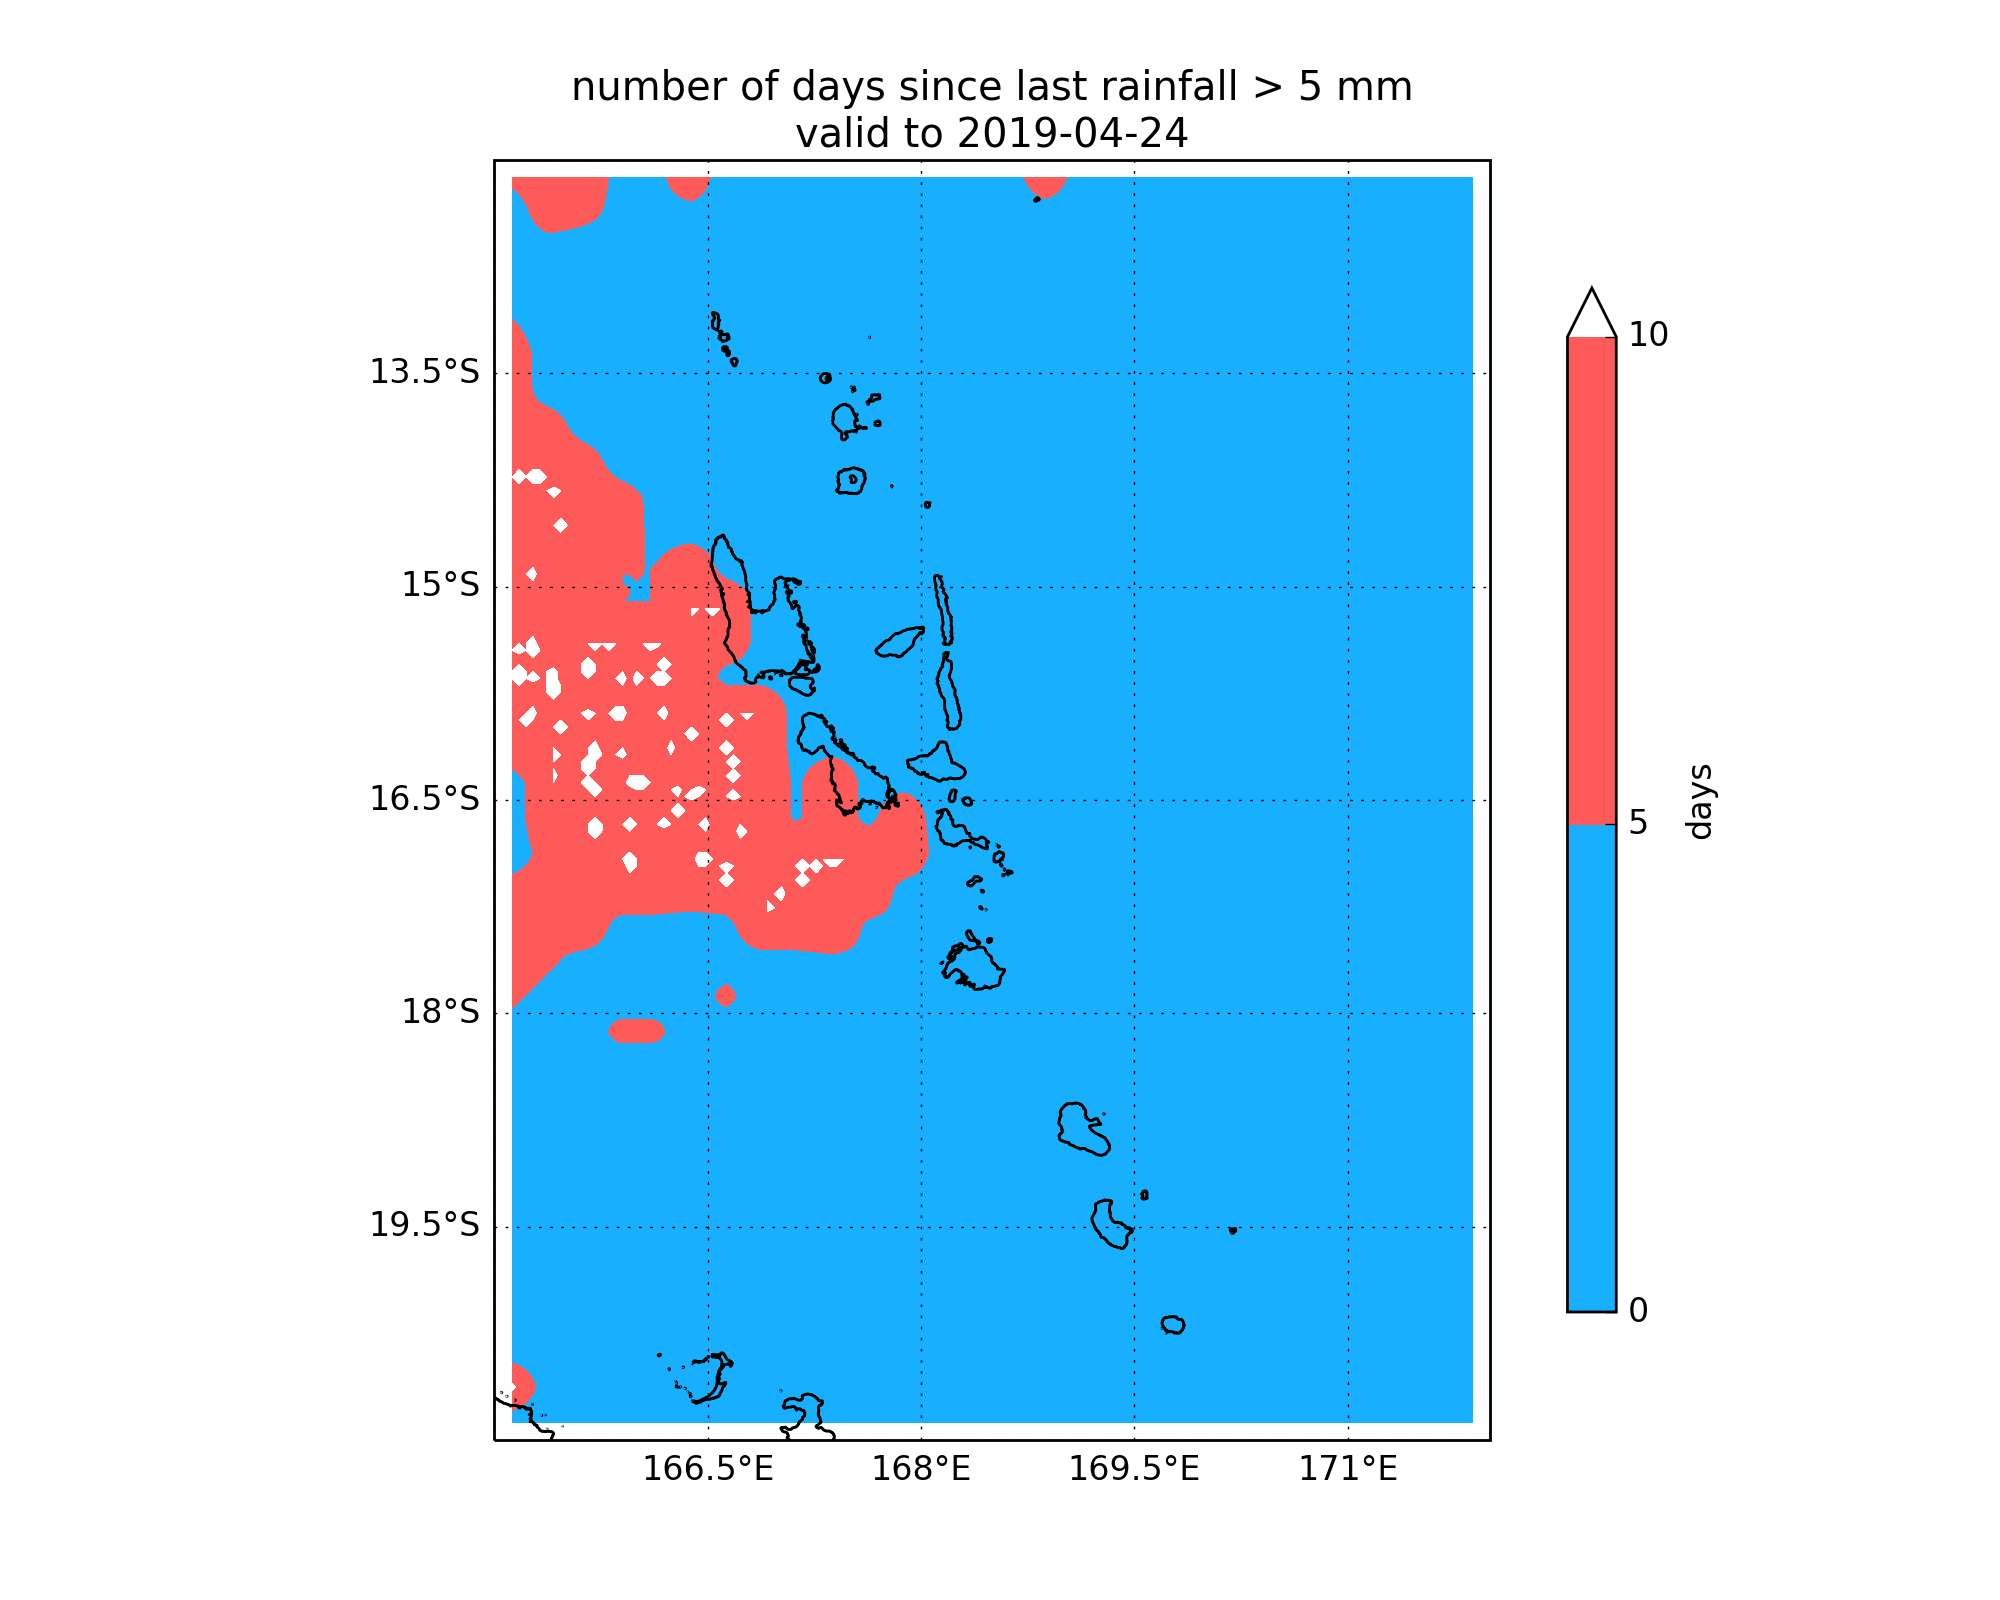 number of days since last rainfall > 5 mm
valid to 2019-04-24
13.5°S
15°S
16.5°S
18°S
19.5°S
166.5°E
168°E
169.5°E
171°E
10
5
0
days